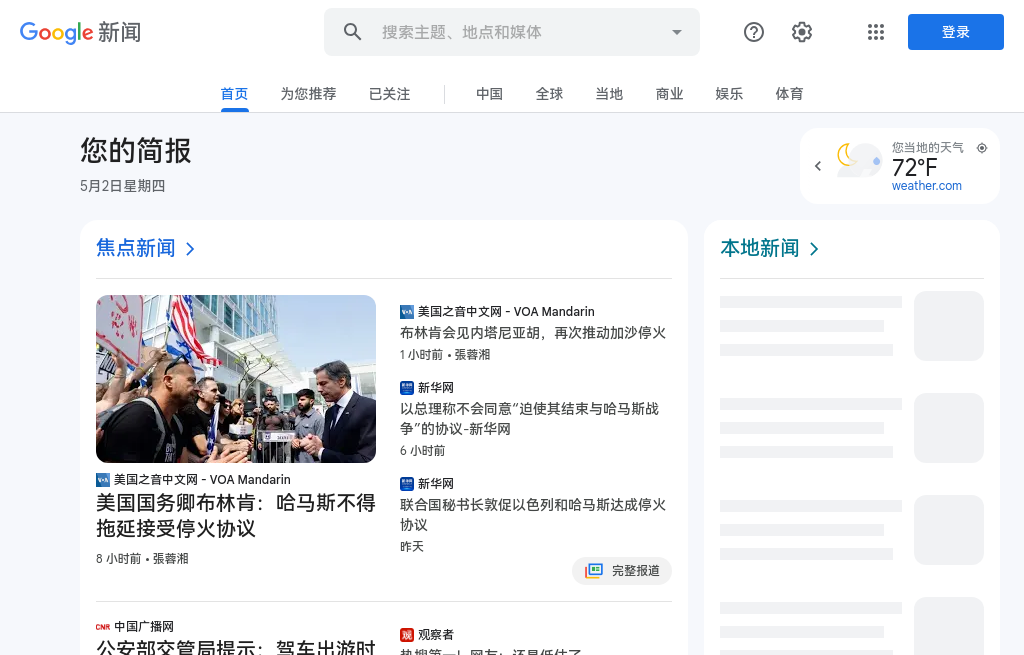 Google 新闻
搜索主题、地点和媒体
登录
首页
为您推荐
已关注
中国
全球
当地
商业
娱乐
体育
您的简报
5月2日星期四
您当地的天气
72°F
weather.com
焦点新闻
美国之音中文网 - VOA Mandarin
美国国务卿布林肯：哈马斯不得
拖延接受停火协议
8 小时前 • 張蓉湘
美国之音中文网 - VOA Mandarin
布林肯会见内塔尼亚胡，再次推动加沙停火
1 小时前 • 張蓉湘
新华网
以总理称不会同意“迫使其结束与哈马斯战
争”的协议-新华网
6 小时前
新华网
联合国秘书长敦促以色列和哈马斯达成停火
协议
昨天
完整报道
CNR 中国广播网
公安部交管局提示：驾车出游时
观 观察者
热搜第一！网友：还是低估了
本地新闻